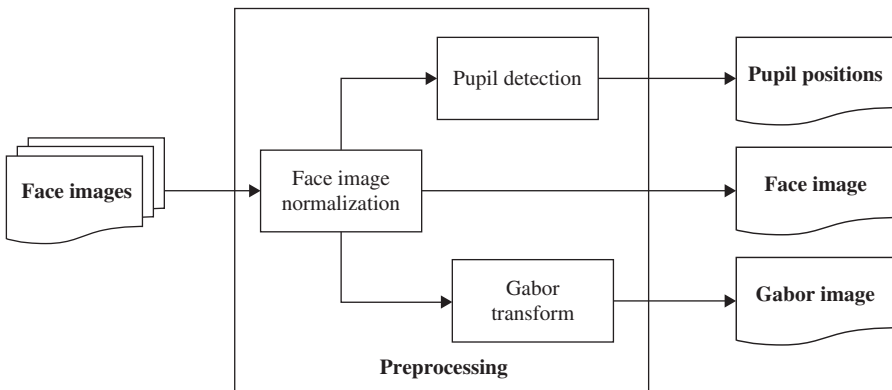 Pupil detection
Pupil positions
Face images
Face image
normalization
Face image
Gabor
transform
Gabor image
Preprocessing